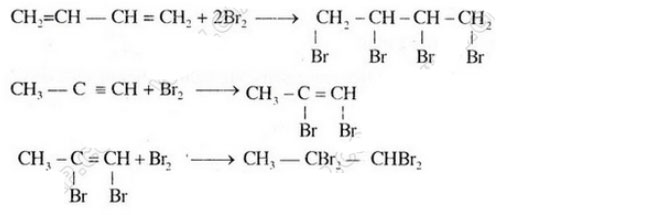 CH₂=CH — CH = CH₂ + 2Br₂ ⟶ CH₂ – CH – CH – CH₂
Br Br Br Br
CH₃ — C ≡ CH + Br₂ ⟶ CH₃ – C = CH
Br Br
CH₃ – C = CH + Br₂ ⟶ CH₃ — CBr₂ – CHBr₂
Br Br